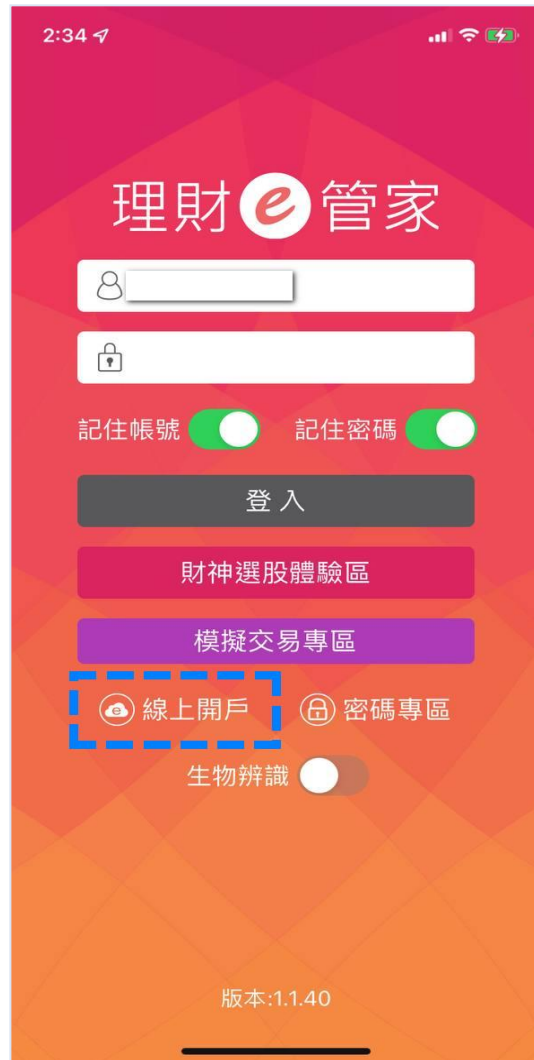 2:34
理財e管家
記住帳號 記住密碼
登入
財神選股體驗區
模擬交易專區
e 線上開戶 密碼專區
生物辨識
版本:1.1.40